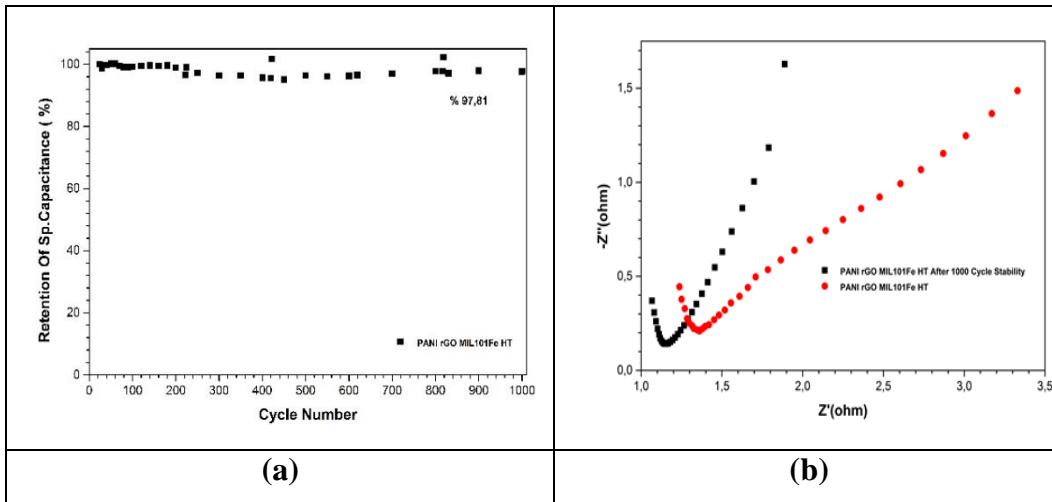 Retention Of Sp.Capacitance ( %)
100
80
60
40
20
0
% 97,81
PANI rGO MIL101Fe HT
0 100 200 300 400 500 600 700 800 900 1000
Cycle Number
(a)
-Z''(ohm)
1,5
1,0
0,5
0,0
PANI rGO MIL101Fe HT After 1000 Cycle Stability
PANI rGO MIL101Fe HT
1,0 1,5 2,0 2,5 3,0 3,5
Z'(ohm)
(b)